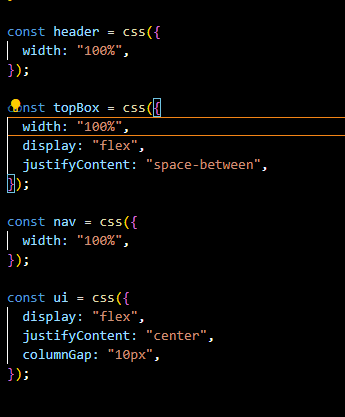 const header = css({
  width: "100%",
});
const topBox = css({
  width: "100%",
  display: "flex",
  justifyContent: "space-between",
});
const nav = css({
  width: "100%",
});
const ui = css({
  display: "flex",
  justifyContent: "center",
  columnGap: "10px",
});